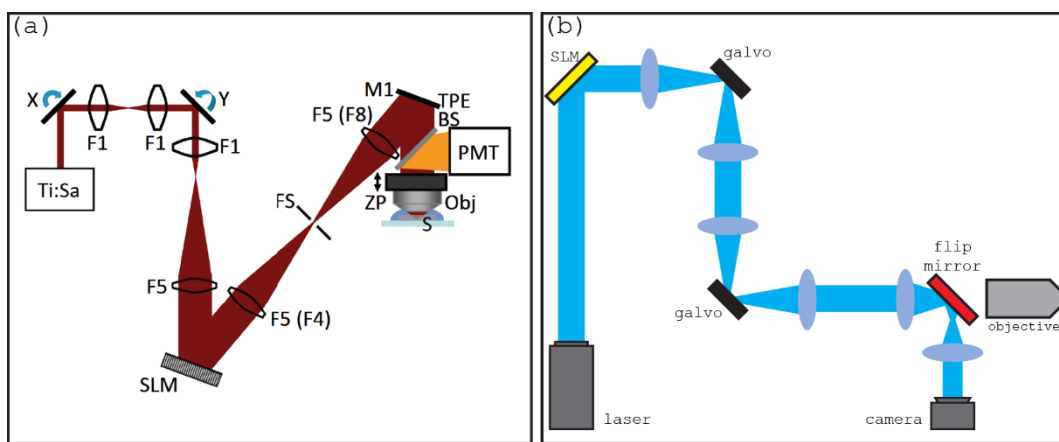 (a)
X
Y
F1
F1
F1
Ti:Sa
M1
TPE
BS
F5 (F8)
PMT
FS
ZP
Obj
S
F5
F5 (F4)
SLM
(b)
SLM
galvo
flip
mirror
galvo
objective
laser
camera